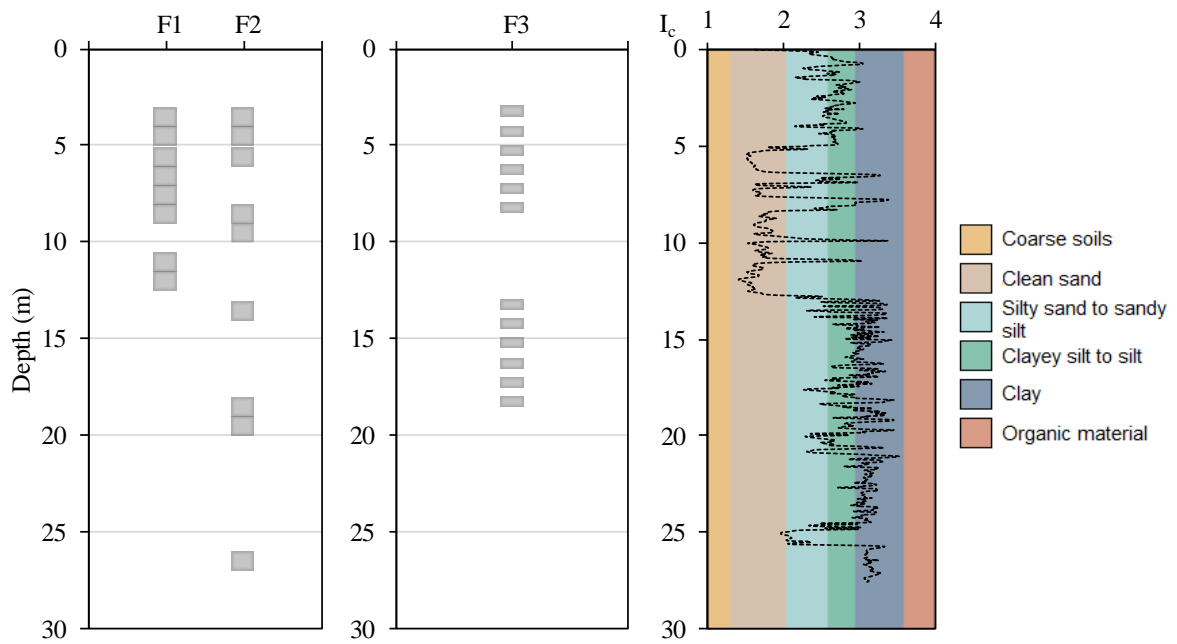 F1 F2
F3
I_c 1 2 3 4
0
5
10
15
20
25
30
Depth (m)
0
5
10
15
20
25
30
0
5
10
15
20
25
30
Coarse soils
Clean sand
Silty sand to sandy
silt
Clayey silt to silt
Clay
Organic material